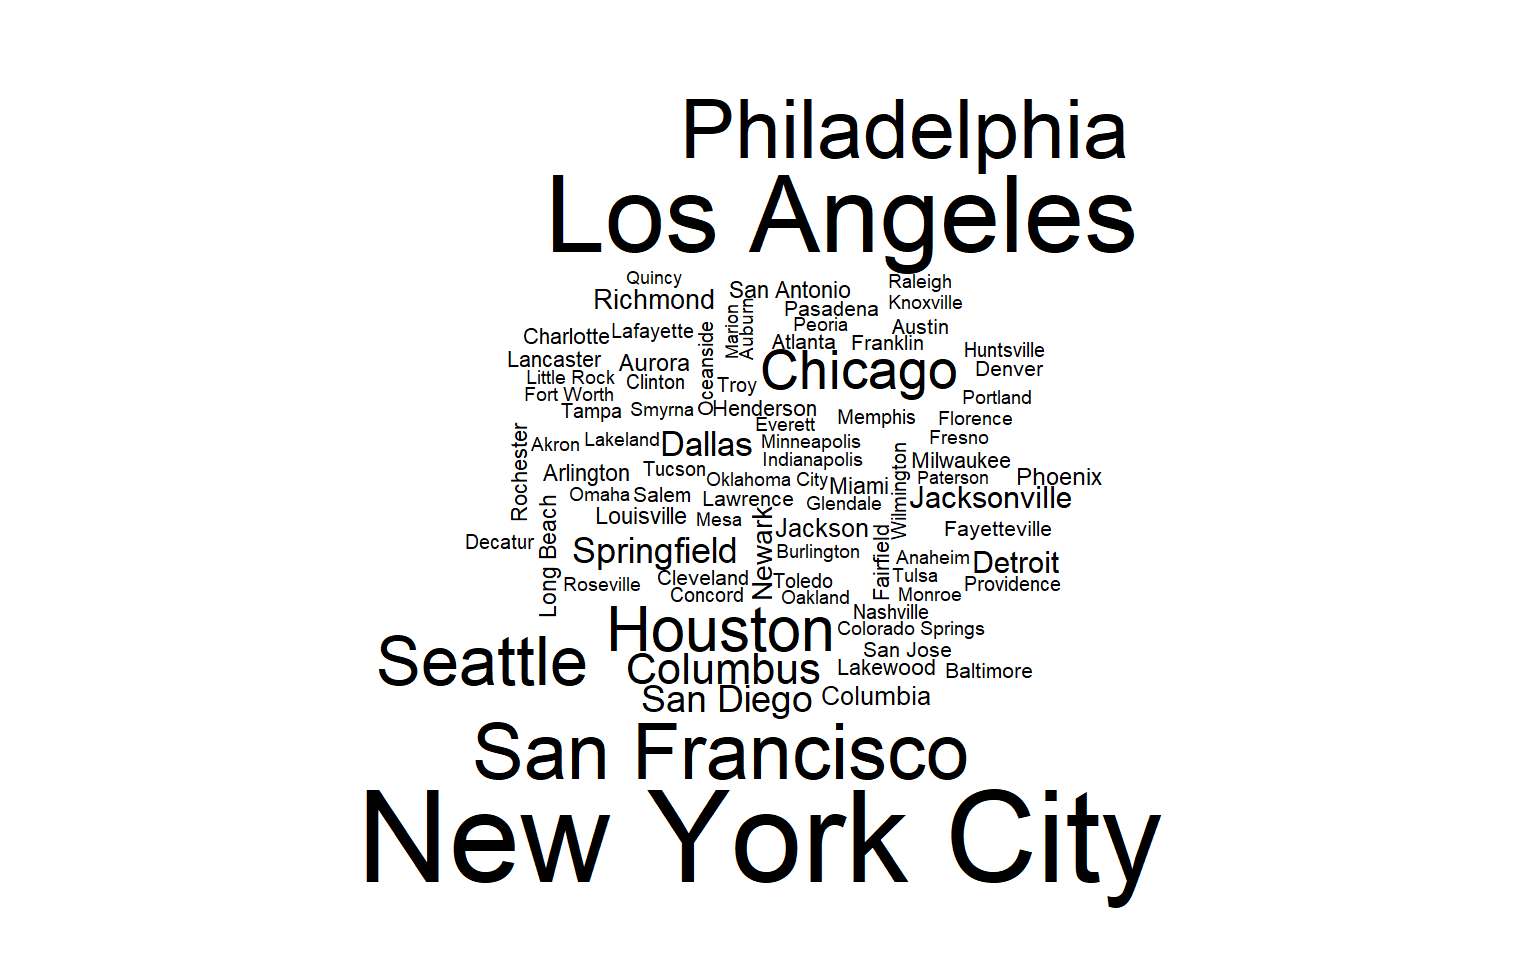 Philadelphia
Los Angeles
Quincy
Raleigh
San Antonio
Richmond
Knoxville
Pasadena
Marion
Auburn
Peoria
Austin
Lafayette
Charlotte
Oceanside
Atlanta
Franklin
Huntsville
Lancaster
Aurora
Chicago
Denver
Little Rock
Clinton
Troy
Fort Worth
Portland
Tampa
Smyrna
Henderson
Memphis
Florence
Everett
Fresno
Rochester
Akron
Lakeland
Dallas
Minneapolis
Indianapolis
Milwaukee
Wilmington
Arlington
Tucson
Oklahoma City
Miami
Paterson
Phoenix
Omaha
Salem
Lawrence
Glendale
Jacksonville
Long Beach
Louisville
Mesa
Newark
Jackson
Fairfield
Fayetteville
Decatur
Springfield
Burlington
Anaheim
Detroit
Roseville
Cleveland
Toledo
Tulsa
Providence
Concord
Oakland
Monroe
Nashville
Houston
Colorado Springs
San Jose
Seattle
Columbus
Lakewood
Baltimore
San Diego
Columbia
San Francisco
New York City